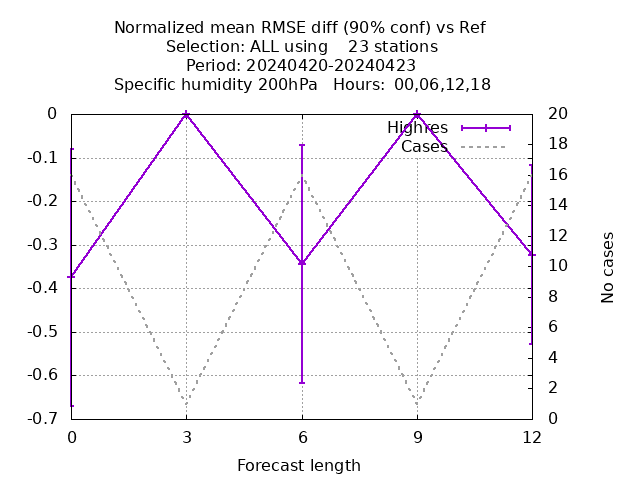 Normalized mean RMSE diff (90% conf) vs Ref
Selection: ALL using    23 stations
Period: 20240420-20240423
Specific humidity 200hPa   Hours: 00,06,12,18
Highres
Cases
0
-0.1
-0.2
-0.3
-0.4
-0.5
-0.6
-0.7
20
18
16
14
12
10
8
6
4
2
0
No cases
0 3 6 9 12
Forecast length